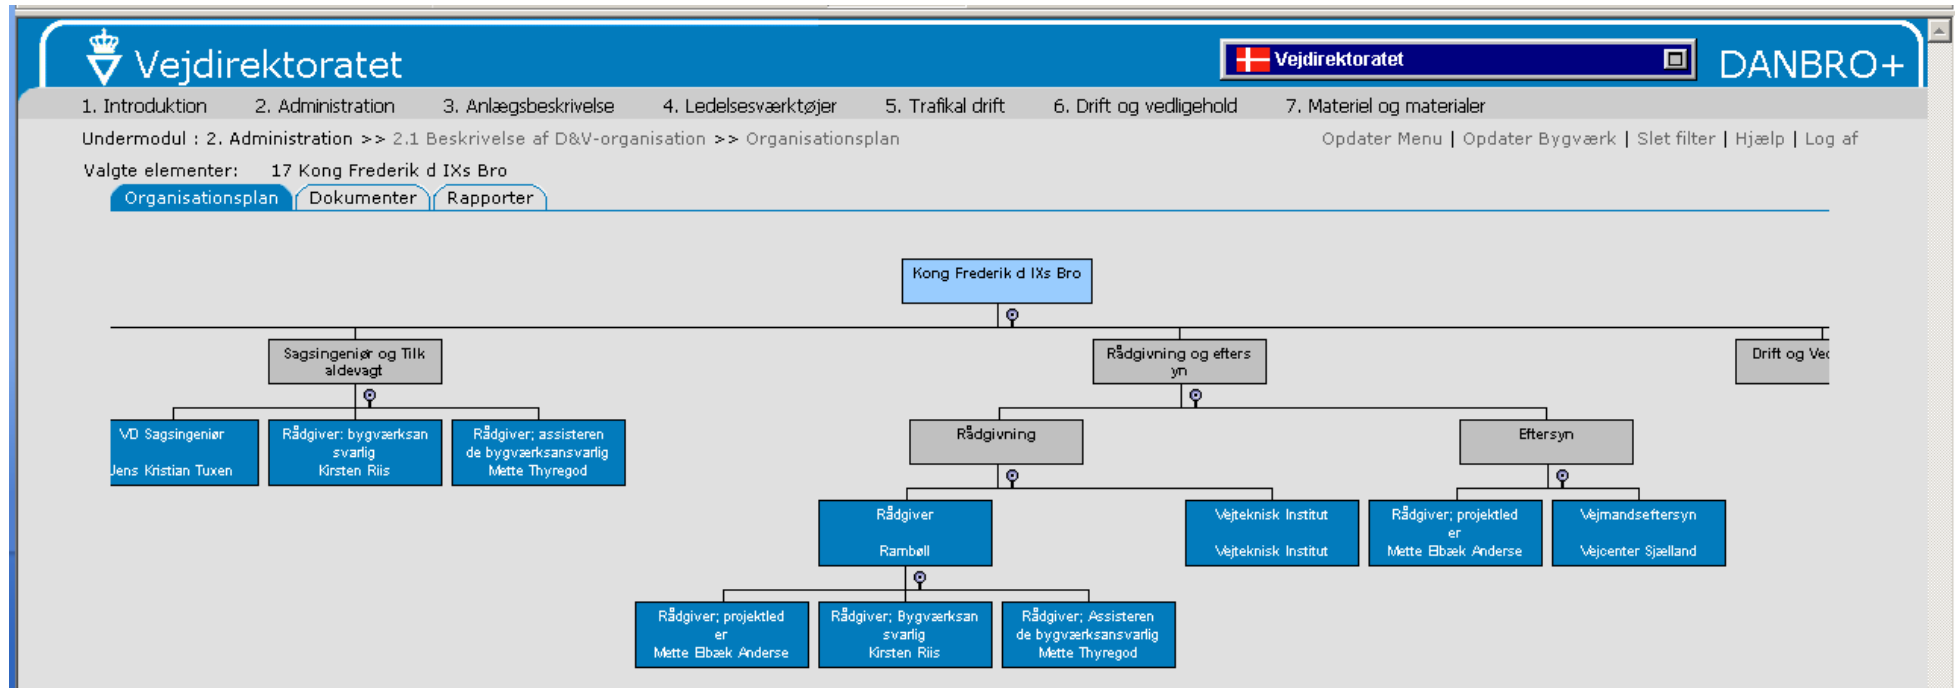 Vejdirektoratet
Vejdirektoratet
DANBRO+
1. Introduktion 2. Administration 3. Anlægsbeskrivelse 4. Ledelsesværktøjer 5. Trafikal drift 6. Drift og vedligehold 7. Materiel og materialer
Undermodul : 2. Administration >> 2.1 Beskrivelse af D&V-organisation >> Organisationsplan
Opdater Menu | Opdater Bygværk | Slet filter | Hjælp | Log af
Valgte elementer: 17 Kong Frederik d IXs Bro
Organisationsplan Dokumenter Rapporter
Kong Frederik d IXs Bro
Sagsingeniør og Tilk
aldevagt
Rådgivning og efters
yn
Drift og Ved
VD Sagsingeniør
Jens Kristian Tuxen
Rådgiver: bygværksan
svarlig
Kirsten Riis
Rådgiver; assisteren
de bygværksansvarlig
Mette Thyregod
Rådgivning
Eftersyn
Rådgiver
Rambøll
Vejteknisk Institut
Vejteknisk Institut
Rådgiver; projektled
er
Mette Elbæk Anderse
Vejmandseftersyn
Vejcenter Sjælland
Rådgiver; projektled
er
Mette Elbæk Anderse
Rådgiver; Bygværksan
svarlig
Kirsten Riis
Rådgiver; Assisteren
de bygværksansvarlig
Mette Thyregod